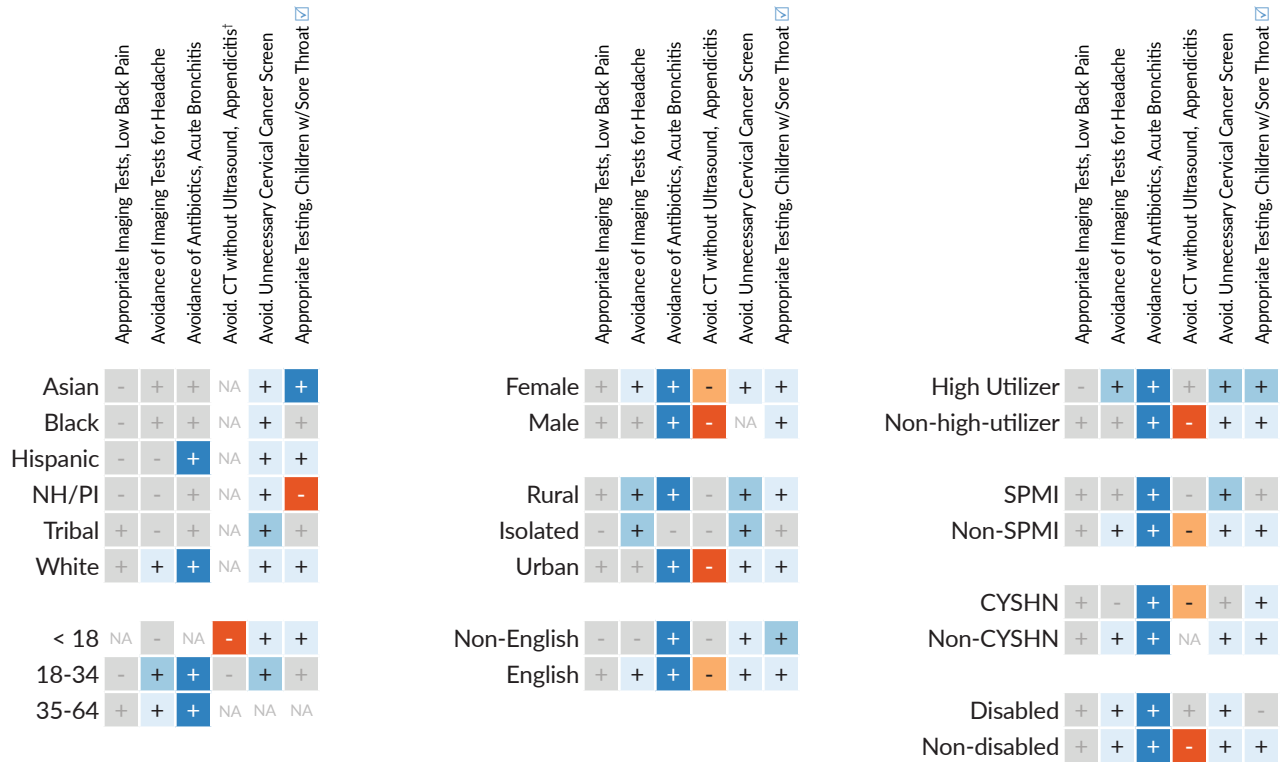 Appropriate Imaging Tests, Low Back Pain
Avoidance of Imaging Tests for Headache
Avoidance of Antibiotics, Acute Bronchitis
Avoid. CT without Ultrasound, Appendicitis†
Avoid. Unnecessary Cervical Cancer Screen
Appropriate Testing, Children w/Sore Throat ☑
Asian - + + NA + +
Black - + + NA + +
Hispanic - - + NA + +
NH/PI - - + NA + -
Tribal + - + NA + +
White + + + NA + +
< 18 NA - NA - + +
18-34 - + + - + +
35-64 + + + NA NA NA
Appropriate Imaging Tests, Low Back Pain
Avoidance of Imaging Tests for Headache
Avoidance of Antibiotics, Acute Bronchitis
Avoid. CT without Ultrasound, Appendicitis
Avoid. Unnecessary Cervical Cancer Screen
Appropriate Testing, Children w/Sore Throat ☑
Female + + + - + +
Male + + + - NA +
Rural + + + - + +
Isolated - + - - + +
Urban + + + - + +
Non-English - - + - + +
English + + + - + +
Appropriate Imaging Tests, Low Back Pain
Avoidance of Imaging Tests for Headache
Avoidance of Antibiotics, Acute Bronchitis
Avoid. CT without Ultrasound, Appendicitis
Avoid. Unnecessary Cervical Cancer Screen
Appropriate Testing, Children w/Sore Throat ☑
High Utilizer - + + + + +
Non-high-utilizer + + + - + +
SPMI + + + - + +
Non-SPMI + + + - + +
CYSHN + - + - + +
Non-CYSHN + + + NA + +
Disabled + + + + + -
Non-disabled + + + - + +